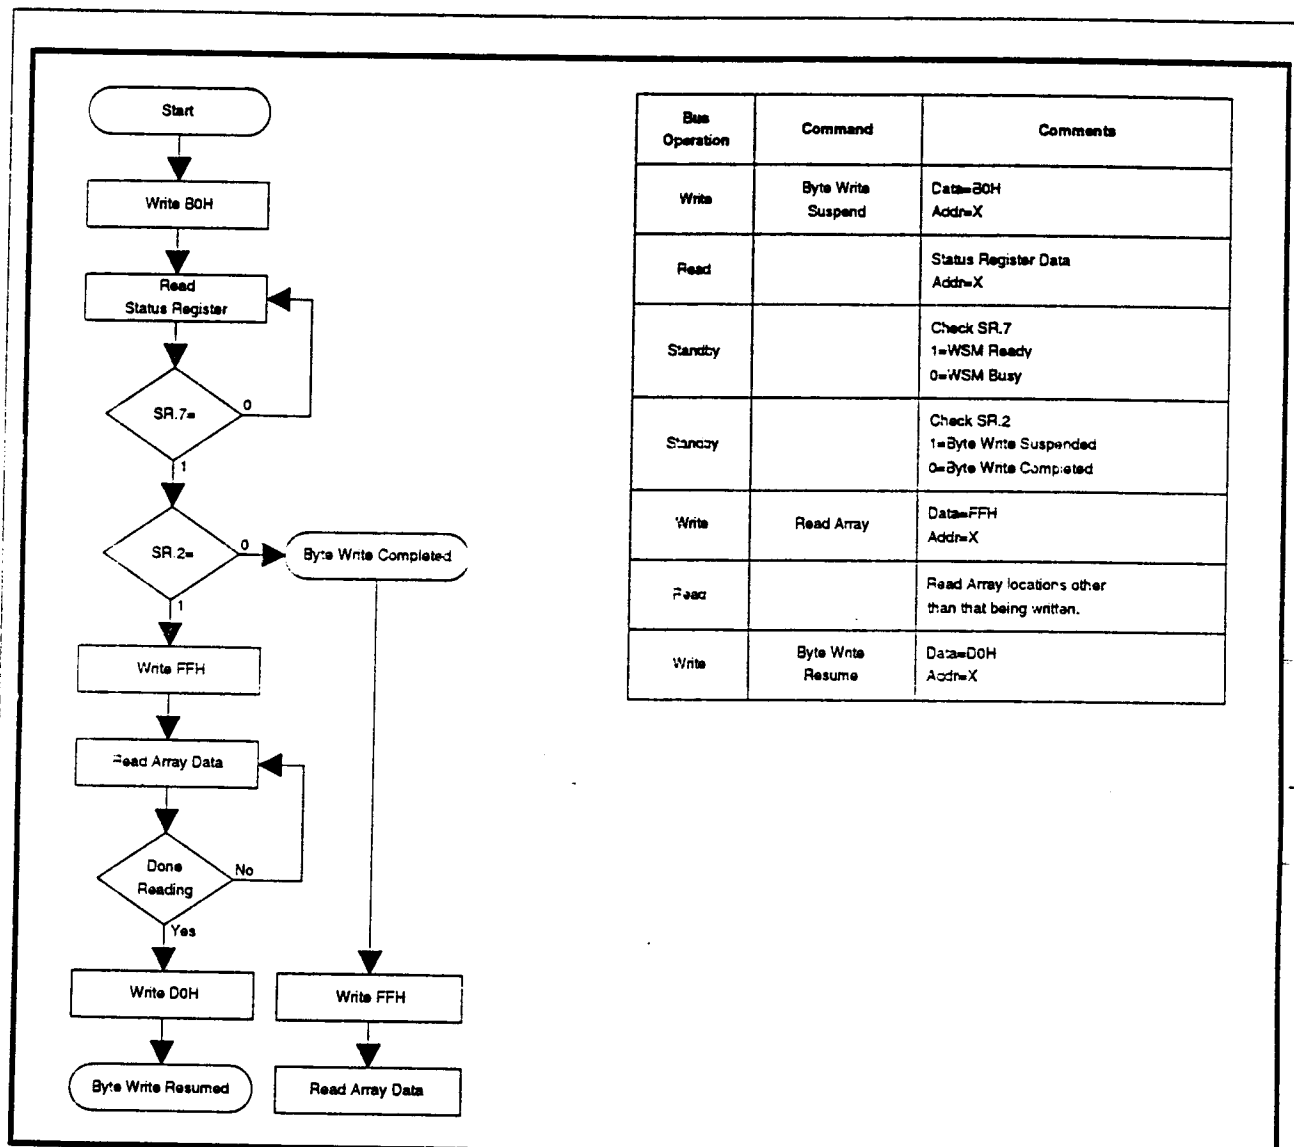 Start
Write B0H
Read
Status Register
SR.7=
0
1
SR.2=
0
Byte Write Completed
1
Write FFH
Read Array Data
Done
Reading
No
Yes
Write D0H
Write FFH
Byte Write Resumed
Read Array Data
Bus
Operation
Command
Comments
Write
Byte Write
Suspend
Data=B0H
Addr=X
Read
Status Register Data
Addr=X
Standby
Check SR.7
1=WSM Ready
0=WSM Busy
Standby
Check SR.2
1=Byte Write Suspended
0=Byte Write Completed
Write
Read Array
Data=FFH
Addr=X
Read
Read Array locations other
than that being written.
Write
Byte Write
Resume
Data=D0H
Addr=X